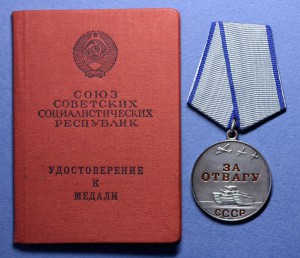 СОЮЗ
СОВЕТСКИХ
СОЦИАЛИСТИЧЕСКИХ
РЕСПУБЛИК
УДОСТОВЕРЕНИЕ
К
МЕДАЛИ
ЗА
ОТВАГУ
СССР